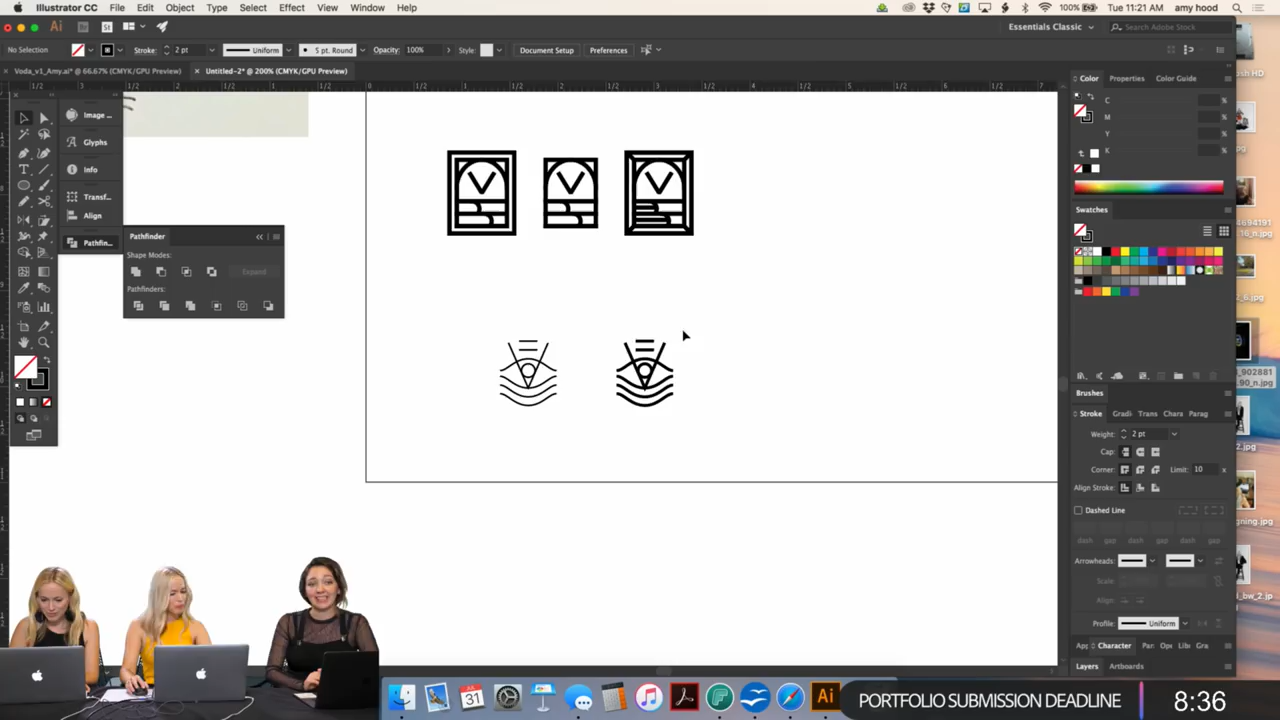 Illustrator CC File Edit Object Type Select Effect View Window Help
100% Tue 11:21 AM amy hood
Essentials Classic Search Adobe Stock
No Selection Stroke: 2 pt Uniform 5 pt. Round Opacity: 100% Style: Document Setup Preferences
Voda_v1_Amy.ai* @ 66.67% (CMYK/GPU Preview) Untitled-2* @ 200% (CMYK/GPU Preview)
Color Properties Color Guide
C %
M %
Y %
K %
Image ...
Glyphs
Info
Transf...
Align
Pathfin...
Pathfinder
Shape Modes:
Expand
Pathfinders:
Swatches
Brushes
Stroke Gradi Trans Chara Parag
Weight: 2 pt
Cap:
Corner: Limit: 10 x
Align Stroke:
Dashed Line
dash gap dash gap dash gap
Arrowheads:
Scale:
Align:
Profile: Uniform
App Character Par Ope Lib Gra
Layers Artboards
PORTFOLIO SUBMISSION DEADLINE 8:36